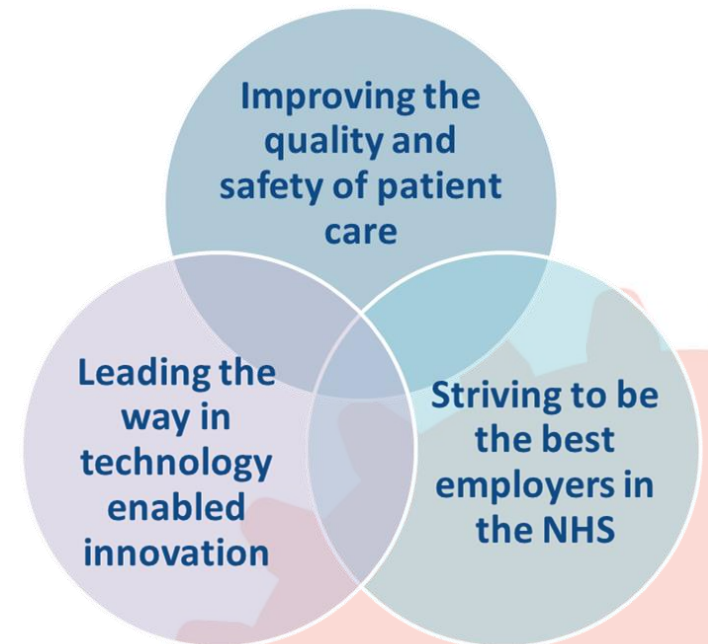 Improving the
quality and
safety of patient
care
Leading the
way in
technology
enabled
innovation
Striving to be
the best
employers in
the NHS